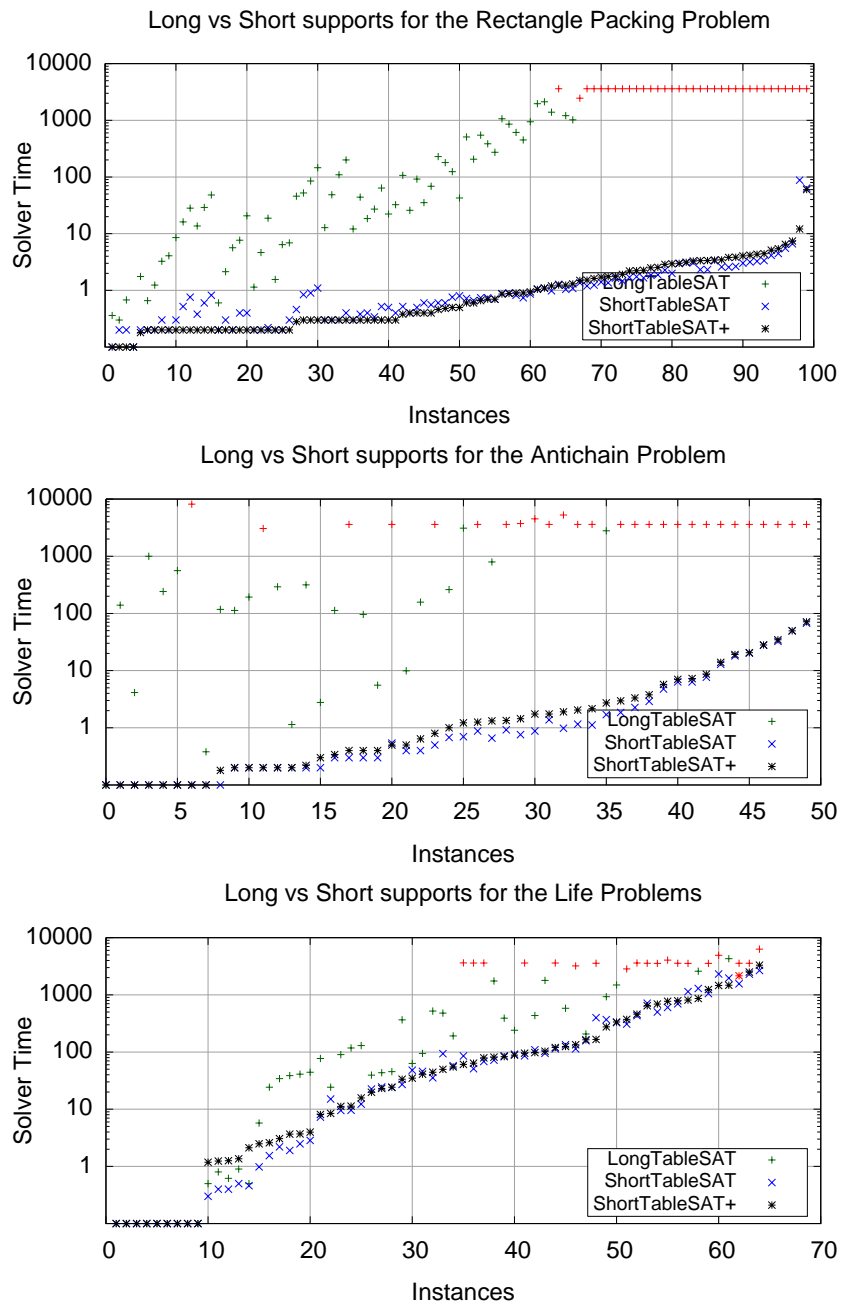 Long vs Short supports for the Rectangle Packing Problem
10000
1000
100
10
1
Solver Time
LongTableSAT
ShortTableSAT
ShortTableSAT+
0 10 20 30 40 50 60 70 80 90 100
Instances
Long vs Short supports for the Antichain Problem
10000
1000
100
10
1
Solver Time
LongTableSAT
ShortTableSAT
ShortTableSAT+
0 5 10 15 20 25 30 35 40 45 50
Instances
Long vs Short supports for the Life Problems
10000
1000
100
10
1
Solver Time
LongTableSAT
ShortTableSAT
ShortTableSAT+
0 10 20 30 40 50 60 70
Instances